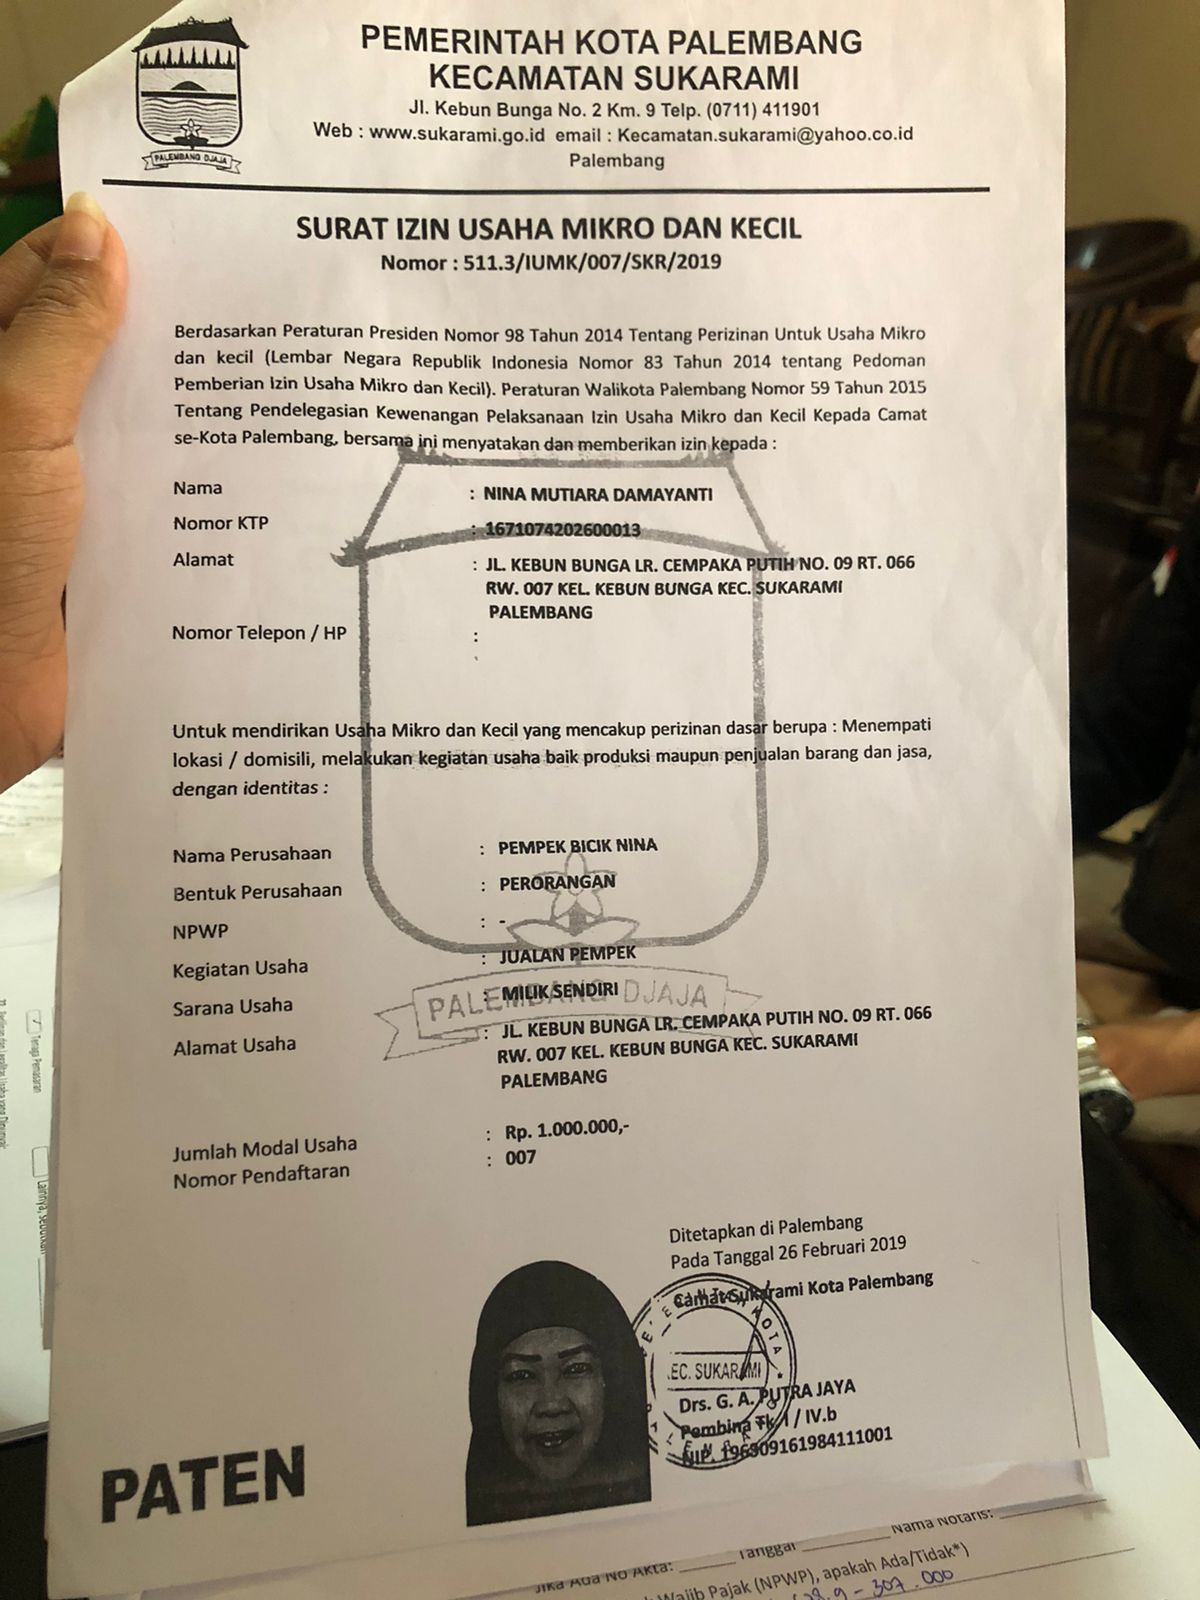 PEMERINTAH KOTA PALEMBANG
KECAMATAN SUKARAMI
Jl. Kebun Bunga No. 2 Km. 9 Telp. (0711) 411901
Web : www.sukarami.go.id email : Kecamatan.sukarami@yahoo.co.id
Palembang
PALEMBANG DJAJA
SURAT IZIN USAHA MIKRO DAN KECIL
Nomor : 511.3/IUMK/007/SKR/2019
Berdasarkan Peraturan Presiden Nomor 98 Tahun 2014 Tentang Perizinan Untuk Usaha Mikro
dan kecil (Lembar Negara Republik Indonesia Nomor 83 Tahun 2014 tentang Pedoman
Pemberian Izin Usaha Mikro dan Kecil). Peraturan Walikota Palembang Nomor 59 Tahun 2015
Tentang Pendelegasian Kewenangan Pelaksanaan Izin Usaha Mikro dan Kecil Kepada Camat
se-Kota Palembang, bersama ini menyatakan dan memberikan izin kepada :
Nama : NINA MUTIARA DAMAYANTI
Nomor KTP : 1671074202600013
Alamat : JL. KEBUN BUNGA LR. CEMPAKA PUTIH NO. 09 RT. 066
RW. 007 KEL. KEBUN BUNGA KEC. SUKARAMI
PALEMBANG
Nomor Telepon / HP :
Untuk mendirikan Usaha Mikro dan Kecil yang mencakup perizinan dasar berupa : Menempati
lokasi / domisili, melakukan kegiatan usaha baik produksi maupun penjualan barang dan jasa,
dengan identitas :
Nama Perusahaan : PEMPEK BICIK NINA
Bentuk Perusahaan : PERORANGAN
NPWP : -
Kegiatan Usaha : JUALAN PEMPEK
Sarana Usaha : MILIK SENDIRI
PALEMBANG DJAJA
Alamat Usaha : JL. KEBUN BUNGA LR. CEMPAKA PUTIH NO. 09 RT. 066
RW. 007 KEL. KEBUN BUNGA KEC. SUKARAMI
PALEMBANG
Jumlah Modal Usaha : Rp. 1.000.000,-
Nomor Pendaftaran : 007
Ditetapkan di Palembang
Pada Tanggal 26 Februari 2019
Camat Sukarami Kota Palembang
KEC. SUKARAMI
Drs. G. A. PUTRA JAYA
Pembina Tk. I / IV.b
NIP. 196309161984111001
PATEN
Jika Ada No Akta: Tanggal Nama Notaris:
Wajib Pajak (NPWP), apakah Ada/Tidak*)
307.000
Tenaga Pemasaran
Lainnya,